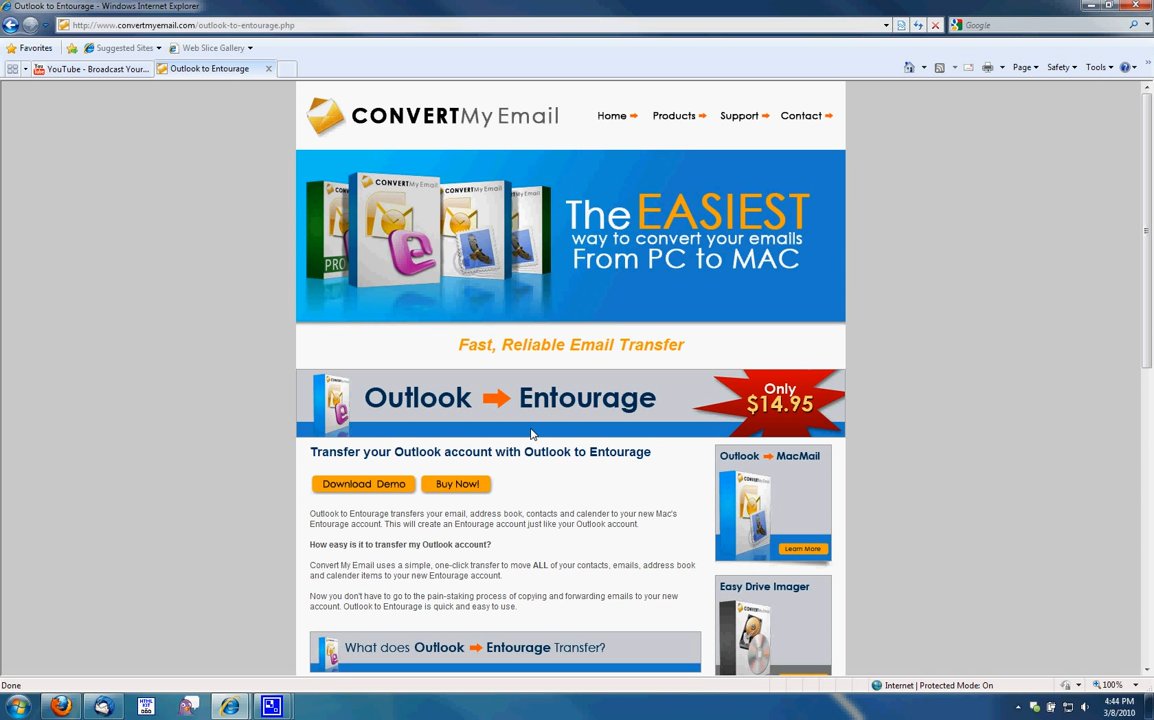 Outlook to Entourage - Windows Internet Explorer
http://www.convertmyemail.com/outlook-to-entourage.php
Google
Favorites
Suggested Sites
Web Slice Gallery
YouTube - Broadcast Your...
Outlook to Entourage
Page
Safety
Tools
CONVERTMy Email
Home
Products
Support
Contact
CONVERTMy Email
CONVERTMy Email
PRO
The EASIEST
way to convert your emails
From PC to MAC
Fast, Reliable Email Transfer
Outlook Entourage
Only
$14.95
Transfer your Outlook account with Outlook to Entourage
Download Demo
Buy Now!
Outlook to Entourage transfers your email, address book, contacts and calender to your new Mac's
Entourage account. This will create an Entourage account just like your Outlook account.
How easy is it to transfer my Outlook account?
Convert My Email uses a simple, one-click transfer to move ALL of your contacts, emails, address book
and calender items to your new Entourage account.
Now you don't have to go to the pain-staking process of copying and forwarding emails to your new
account. Outlook to Entourage is quick and easy to use.
What does Outlook Entourage Transfer?
Outlook MacMail
Learn More
Easy Drive Imager
Done
Internet | Protected Mode: On
100%
HTML
KIT
4:44 PM
3/8/2010